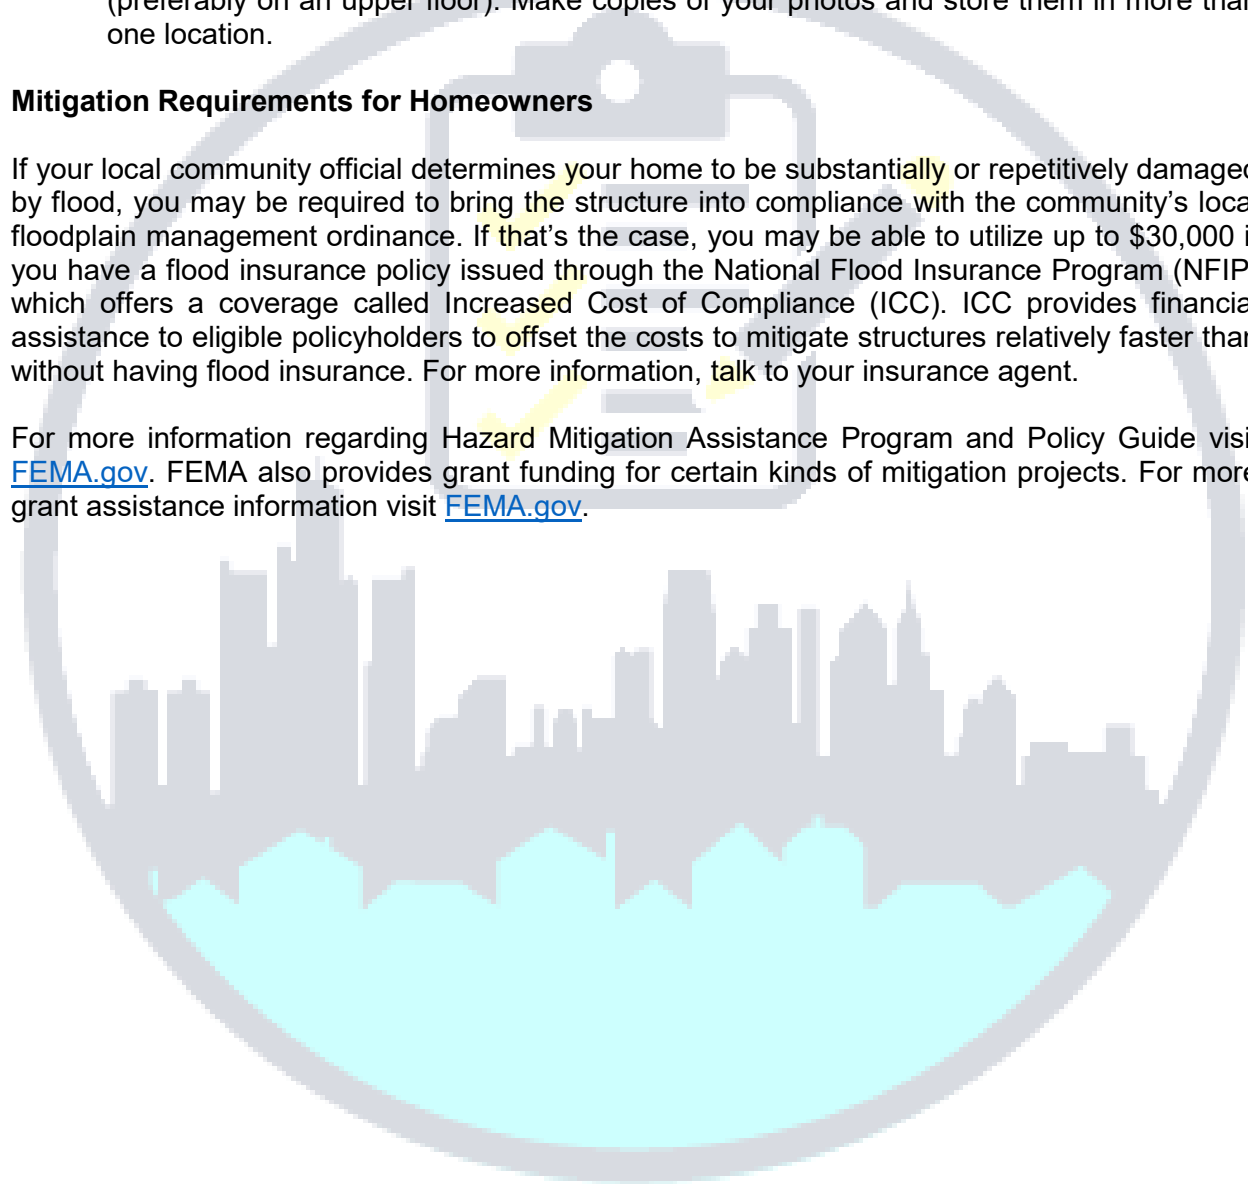 (preferably on an upper floor). Make copies of your photos and store them in more than
one location.
Mitigation Requirements for Homeowners
If your local community official determines your home to be substantially or repetitively damaged
by flood, you may be required to bring the structure into compliance with the community’s loca
floodplain management ordinance. If that’s the case, you may be able to utilize up to $30,000 i
you have a flood insurance policy issued through the National Flood Insurance Program (NFIP
which offers a coverage called Increased Cost of Compliance (ICC). ICC provides financia
assistance to eligible policyholders to offset the costs to mitigate structures relatively faster than
without having flood insurance. For more information, talk to your insurance agent.
For more information regarding Hazard Mitigation Assistance Program and Policy Guide visi
FEMA.gov. FEMA also provides grant funding for certain kinds of mitigation projects. For more
grant assistance information visit FEMA.gov.